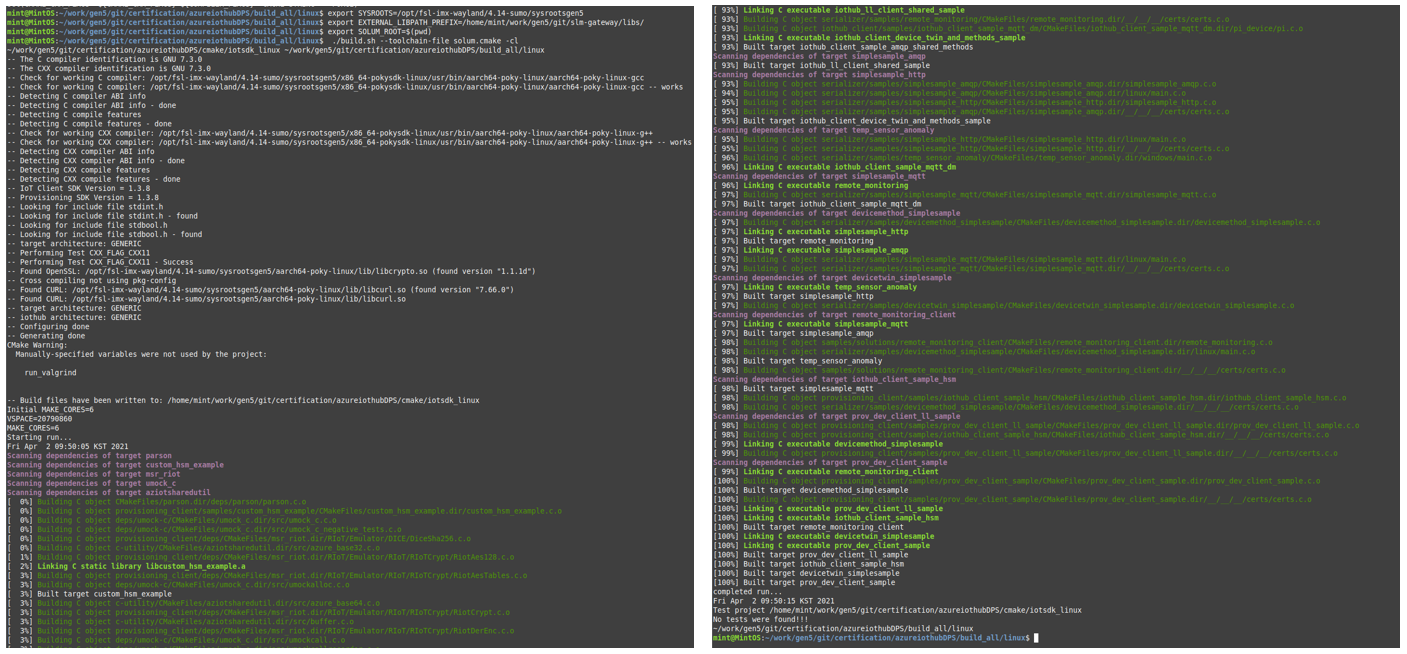 mint@MintOS:~/work/gen5/git/certification/azureiothubDPS/build_all/linux$ export SYSROOTS=/opt/fsl-imx-wayland/4.14-sumo/sysrootsgen5
mint@MintOS:~/work/gen5/git/certification/azureiothubDPS/build_all/linux$ export EXTERNAL_LIBPATH_PREFIX=/home/mint/work/gen5/git/slm-gateway/libs/
mint@MintOS:~/work/gen5/git/certification/azureiothubDPS/build_all/linux$ export SOLUM_ROOT=$(pwd)
mint@MintOS:~/work/gen5/git/certification/azureiothubDPS/build_all/linux$  ./build.sh --toolchain-file solum.cmake -cl
~/work/gen5/git/certification/azureiothubDPS/cmake/iotsdk_linux ~/work/gen5/git/certification/azureiothubDPS/build_all/linux
-- The C compiler identification is GNU 7.3.0
-- The CXX compiler identification is GNU 7.3.0
-- Check for working C compiler: /opt/fsl-imx-wayland/4.14-sumo/sysrootsgen5/x86_64-pokysdk-linux/usr/bin/aarch64-poky-linux/aarch64-poky-linux-gcc
-- Check for working C compiler: /opt/fsl-imx-wayland/4.14-sumo/sysrootsgen5/x86_64-pokysdk-linux/usr/bin/aarch64-poky-linux/aarch64-poky-linux-gcc -- works
-- Detecting C compiler ABI info
-- Detecting C compiler ABI info - done
-- Detecting C compile features
-- Detecting C compile features - done
-- Check for working CXX compiler: /opt/fsl-imx-wayland/4.14-sumo/sysrootsgen5/x86_64-pokysdk-linux/usr/bin/aarch64-poky-linux/aarch64-poky-linux-g++
-- Check for working CXX compiler: /opt/fsl-imx-wayland/4.14-sumo/sysrootsgen5/x86_64-pokysdk-linux/usr/bin/aarch64-poky-linux/aarch64-poky-linux-g++ -- works
-- Detecting CXX compiler ABI info
-- Detecting CXX compiler ABI info - done
-- Detecting CXX compile features
-- Detecting CXX compile features - done
-- IoT Client SDK Version = 1.3.8
-- Provisioning SDK Version = 1.3.8
-- Looking for include file stdint.h
-- Looking for include file stdint.h - found
-- Looking for include file stdbool.h
-- Looking for include file stdbool.h - found
-- target architecture: GENERIC
-- Performing Test CXX_FLAG_CXX11
-- Performing Test CXX_FLAG_CXX11 - Success
-- Found OpenSSL: /opt/fsl-imx-wayland/4.14-sumo/sysrootsgen5/aarch64-poky-linux/lib/libcrypto.so (found version "1.1.1d")
-- Cross compiling not using pkg-config
-- Found CURL: /opt/fsl-imx-wayland/4.14-sumo/sysrootsgen5/aarch64-poky-linux/lib/libcurl.so (found version "7.66.0")
-- Found CURL: /opt/fsl-imx-wayland/4.14-sumo/sysrootsgen5/aarch64-poky-linux/lib/libcurl.so
-- target architecture: GENERIC
-- iothub architecture: GENERIC
-- Configuring done
-- Generating done
CMake Warning:
  Manually-specified variables were not used by the project:
    run_valgrind
-- Build files have been written to: /home/mint/work/gen5/git/certification/azureiothubDPS/cmake/iotsdk_linux
Initial MAKE_CORES=6
VSPACE=20790860
MAKE_CORES=6
Starting run...
Fri Apr  2 09:50:05 KST 2021
Scanning dependencies of target parson
Scanning dependencies of target custom_hsm_example
Scanning dependencies of target msr_riot
Scanning dependencies of target umock_c
Scanning dependencies of target aziotsharedutil
[  0%] Building C object CMakeFiles/parson.dir/deps/parson/parson.c.o
[  0%] Building C object provisioning_client/samples/custom_hsm_example/CMakeFiles/custom_hsm_example.dir/custom_hsm_example.c.o
[  0%] Building C object deps/umock-c/CMakeFiles/umock_c.dir/src/umock_c.c.o
[  0%] Building C object deps/umock-c/CMakeFiles/umock_c.dir/src/umock_c_negative_tests.c.o
[  0%] Building C object provisioning_client/deps/CMakeFiles/msr_riot.dir/RIoT/Emulator/DICE/DiceSha256.c.o
[  0%] Building C object c-utility/CMakeFiles/aziotsharedutil.dir/src/azure_base32.c.o
[  1%] Building C object provisioning_client/deps/CMakeFiles/msr_riot.dir/RIoT/Emulator/RIoT/RIoTCrypt/RiotAes128.c.o
[  2%] Linking C static library libcustom_hsm_example.a
[  3%] Building C object provisioning_client/deps/CMakeFiles/msr_riot.dir/RIoT/Emulator/RIoT/RIoTCrypt/RiotAesTables.c.o
[  3%] Building C object deps/umock-c/CMakeFiles/umock_c.dir/src/umockalloc.c.o
[  3%] Built target custom_hsm_example
[  3%] Building C object c-utility/CMakeFiles/aziotsharedutil.dir/src/azure_base64.c.o
[  3%] Building C object provisioning_client/deps/CMakeFiles/msr_riot.dir/RIoT/Emulator/RIoT/RIoTCrypt/RiotCrypt.c.o
[  3%] Building C object c-utility/CMakeFiles/aziotsharedutil.dir/src/buffer.c.o
[  3%] Building C object provisioning_client/deps/CMakeFiles/msr_riot.dir/RIoT/Emulator/RIoT/RIoTCrypt/RiotDerEnc.c.o
[  3%] Building C object deps/umock-c/CMakeFiles/umock_c.dir/src/umockcall.c.o
[ 93%] Linking C executable iothub_ll_client_shared_sample
[ 93%] Building C object serializer/samples/remote_monitoring/CMakeFiles/remote_monitoring.dir/__/__/__/certs/certs.c.o
[ 93%] Building C object iothub_client/samples/iothub_client_sample_mqtt_dm/CMakeFiles/iothub_client_sample_mqtt_dm.dir/pi_device/pi.c.o
[ 93%] Linking C executable iothub_client_device_twin_and_methods_sample
[ 93%] Built target iothub_client_sample_amqp_shared_methods
Scanning dependencies of target simplesample_amqp
[ 93%] Built target iothub_ll_client_shared_sample
Scanning dependencies of target simplesample_http
[ 93%] Building C object serializer/samples/simplesample_amqp/CMakeFiles/simplesample_amqp.dir/simplesample_amqp.c.o
[ 94%] Building C object serializer/samples/simplesample_amqp/CMakeFiles/simplesample_amqp.dir/linux/main.c.o
[ 95%] Building C object serializer/samples/simplesample_http/CMakeFiles/simplesample_http.dir/simplesample_http.c.o
[ 95%] Building C object serializer/samples/simplesample_amqp/CMakeFiles/simplesample_amqp.dir/__/__/__/certs/certs.c.o
[ 95%] Built target iothub_client_device_twin_and_methods_sample
Scanning dependencies of target temp_sensor_anomaly
[ 95%] Building C object serializer/samples/simplesample_http/CMakeFiles/simplesample_http.dir/linux/main.c.o
[ 95%] Building C object serializer/samples/simplesample_http/CMakeFiles/simplesample_http.dir/__/__/__/certs/certs.c.o
[ 96%] Building C object serializer/samples/temp_sensor_anomaly/CMakeFiles/temp_sensor_anomaly.dir/windows/main.c.o
[ 96%] Linking C executable iothub_client_sample_mqtt_dm
Scanning dependencies of target simplesample_mqtt
[ 96%] Linking C executable remote_monitoring
[ 97%] Building C object serializer/samples/simplesample_mqtt/CMakeFiles/simplesample_mqtt.dir/simplesample_mqtt.c.o
[ 97%] Built target iothub_client_sample_mqtt_dm
Scanning dependencies of target devicemethod_simplesample
[ 97%] Building C object serializer/samples/devicemethod_simplesample/CMakeFiles/devicemethod_simplesample.dir/devicemethod_simplesample.c.o
[ 97%] Linking C executable simplesample_http
[ 97%] Built target remote_monitoring
[ 97%] Linking C executable simplesample_amqp
[ 97%] Building C object serializer/samples/simplesample_mqtt/CMakeFiles/simplesample_mqtt.dir/linux/main.c.o
[ 97%] Building C object serializer/samples/simplesample_mqtt/CMakeFiles/simplesample_mqtt.dir/__/__/__/certs/certs.c.o
Scanning dependencies of target devicetwin_simplesample
[ 97%] Linking C executable temp_sensor_anomaly
[ 97%] Built target simplesample_http
[ 97%] Building C object serializer/samples/devicetwin_simplesample/CMakeFiles/devicetwin_simplesample.dir/devicetwin_simplesample.c.o
Scanning dependencies of target remote_monitoring_client
[ 97%] Linking C executable simplesample_mqtt
[ 97%] Built target simplesample_amqp
[ 98%] Building C object samples/solutions/remote_monitoring_client/CMakeFiles/remote_monitoring_client.dir/remote_monitoring.c.o
[ 98%] Building C object serializer/samples/devicemethod_simplesample/CMakeFiles/devicemethod_simplesample.dir/linux/main.c.o
[ 98%] Built target temp_sensor_anomaly
[ 98%] Building C object samples/solutions/remote_monitoring_client/CMakeFiles/remote_monitoring_client.dir/__/__/__/certs/certs.c.o
Scanning dependencies of target iothub_client_sample_hsm
[ 98%] Built target simplesample_mqtt
[ 98%] Building C object provisioning_client/samples/iothub_client_sample_hsm/CMakeFiles/iothub_client_sample_hsm.dir/iothub_client_sample_hsm.c.o
[ 98%] Building C object serializer/samples/devicemethod_simplesample/CMakeFiles/devicemethod_simplesample.dir/__/__/__/certs/certs.c.o
Scanning dependencies of target prov_dev_client_ll_sample
[ 98%] Building C object provisioning_client/samples/prov_dev_client_ll_sample/CMakeFiles/prov_dev_client_ll_sample.dir/prov_dev_client_ll_sample.c.o
[ 99%] Building C object provisioning_client/samples/iothub_client_sample_hsm/CMakeFiles/iothub_client_sample_hsm.dir/__/__/__/certs/certs.c.o
[ 99%] Linking C executable devicemethod_simplesample
[ 99%] Building C object provisioning_client/samples/prov_dev_client_ll_sample/CMakeFiles/prov_dev_client_ll_sample.dir/__/__/__/certs/certs.c.o
Scanning dependencies of target prov_dev_client_sample
[ 99%] Linking C executable remote_monitoring_client
[100%] Building C object provisioning_client/samples/prov_dev_client_sample/CMakeFiles/prov_dev_client_sample.dir/prov_dev_client_sample.c.o
[100%] Built target devicemethod_simplesample
[100%] Building C object provisioning_client/samples/prov_dev_client_sample/CMakeFiles/prov_dev_client_sample.dir/__/__/__/certs/certs.c.o
[100%] Linking C executable prov_dev_client_ll_sample
[100%] Linking C executable iothub_client_sample_hsm
[100%] Built target remote_monitoring_client
[100%] Linking C executable devicetwin_simplesample
[100%] Linking C executable prov_dev_client_sample
[100%] Built target prov_dev_client_ll_sample
[100%] Built target iothub_client_sample_hsm
[100%] Built target devicetwin_simplesample
[100%] Built target prov_dev_client_sample
completed run...
Fri Apr  2 09:50:15 KST 2021
Test project /home/mint/work/gen5/git/certification/azureiothubDPS/cmake/iotsdk_linux
No tests were found!!!
~/work/gen5/git/certification/azureiothubDPS/build_all/linux
mint@MintOS:~/work/gen5/git/certification/azureiothubDPS/build_all/linux$